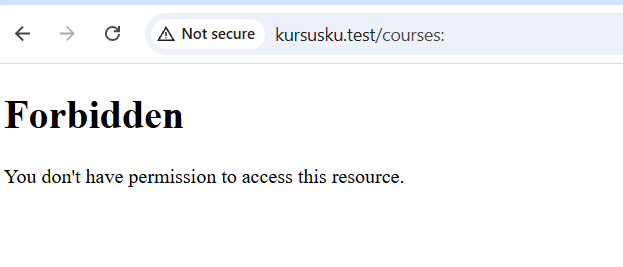 Not secure kursusku.test/courses:
Forbidden
You don't have permission to access this resource.